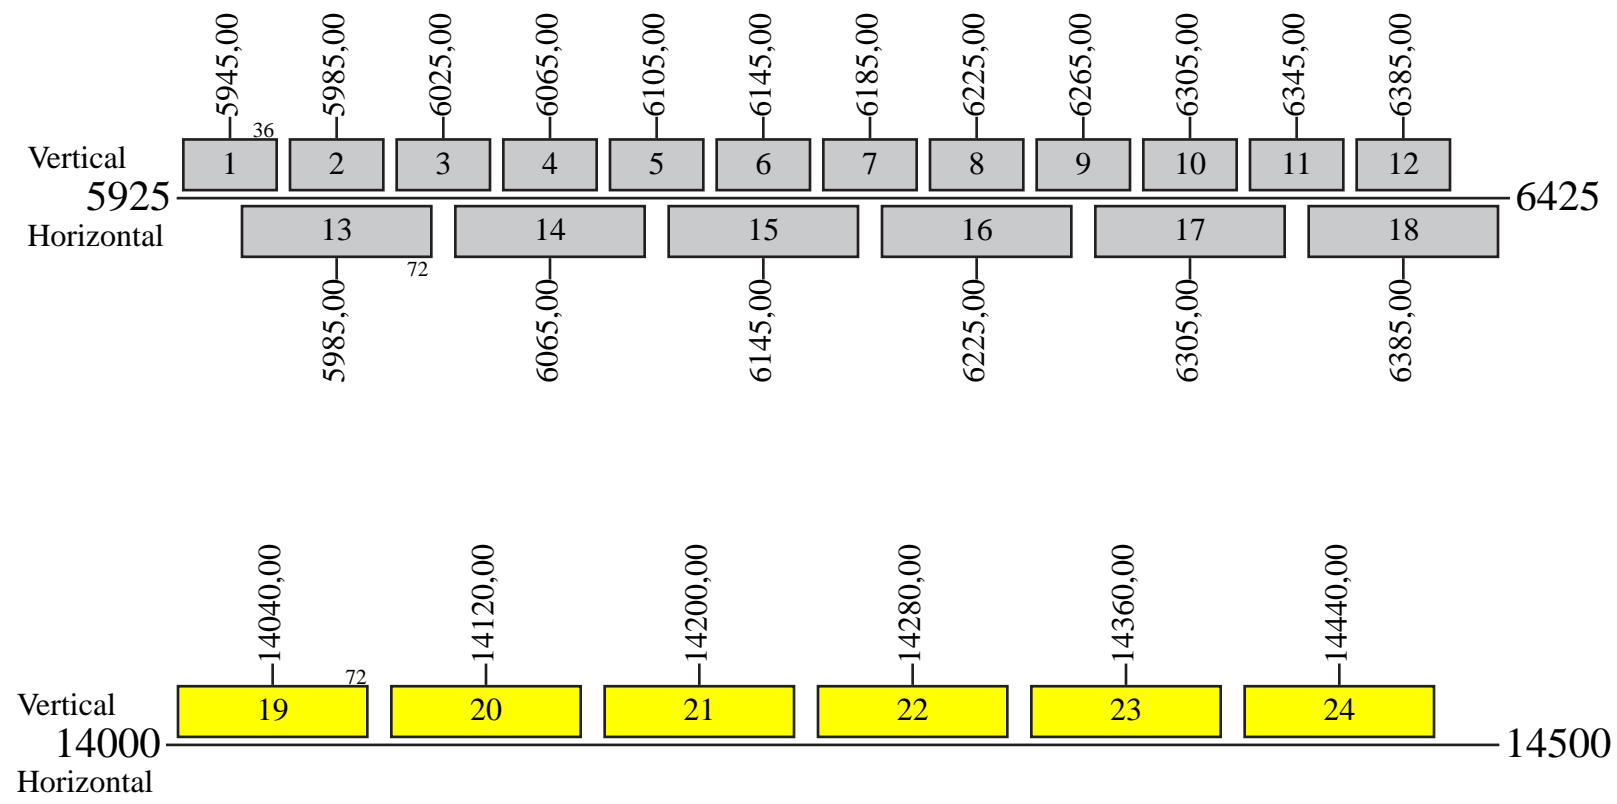 5945,00 5985,00 6025,00 6065,00 6105,00 6145,00 6185,00 6225,00 6265,00 6305,00 6345,00 6385,00
36
Vertical 1 2 3 4 5 6 7 8 9 10 11 12
5925 6425
Horizontal 13 14 15 16 17 18
72
5985,00 6065,00 6145,00 6225,00 6305,00 6385,00
14040,00 14120,00 14200,00 14280,00 14360,00 14440,00
72
Vertical 19 20 21 22 23 24
14000 14500
Horizontal